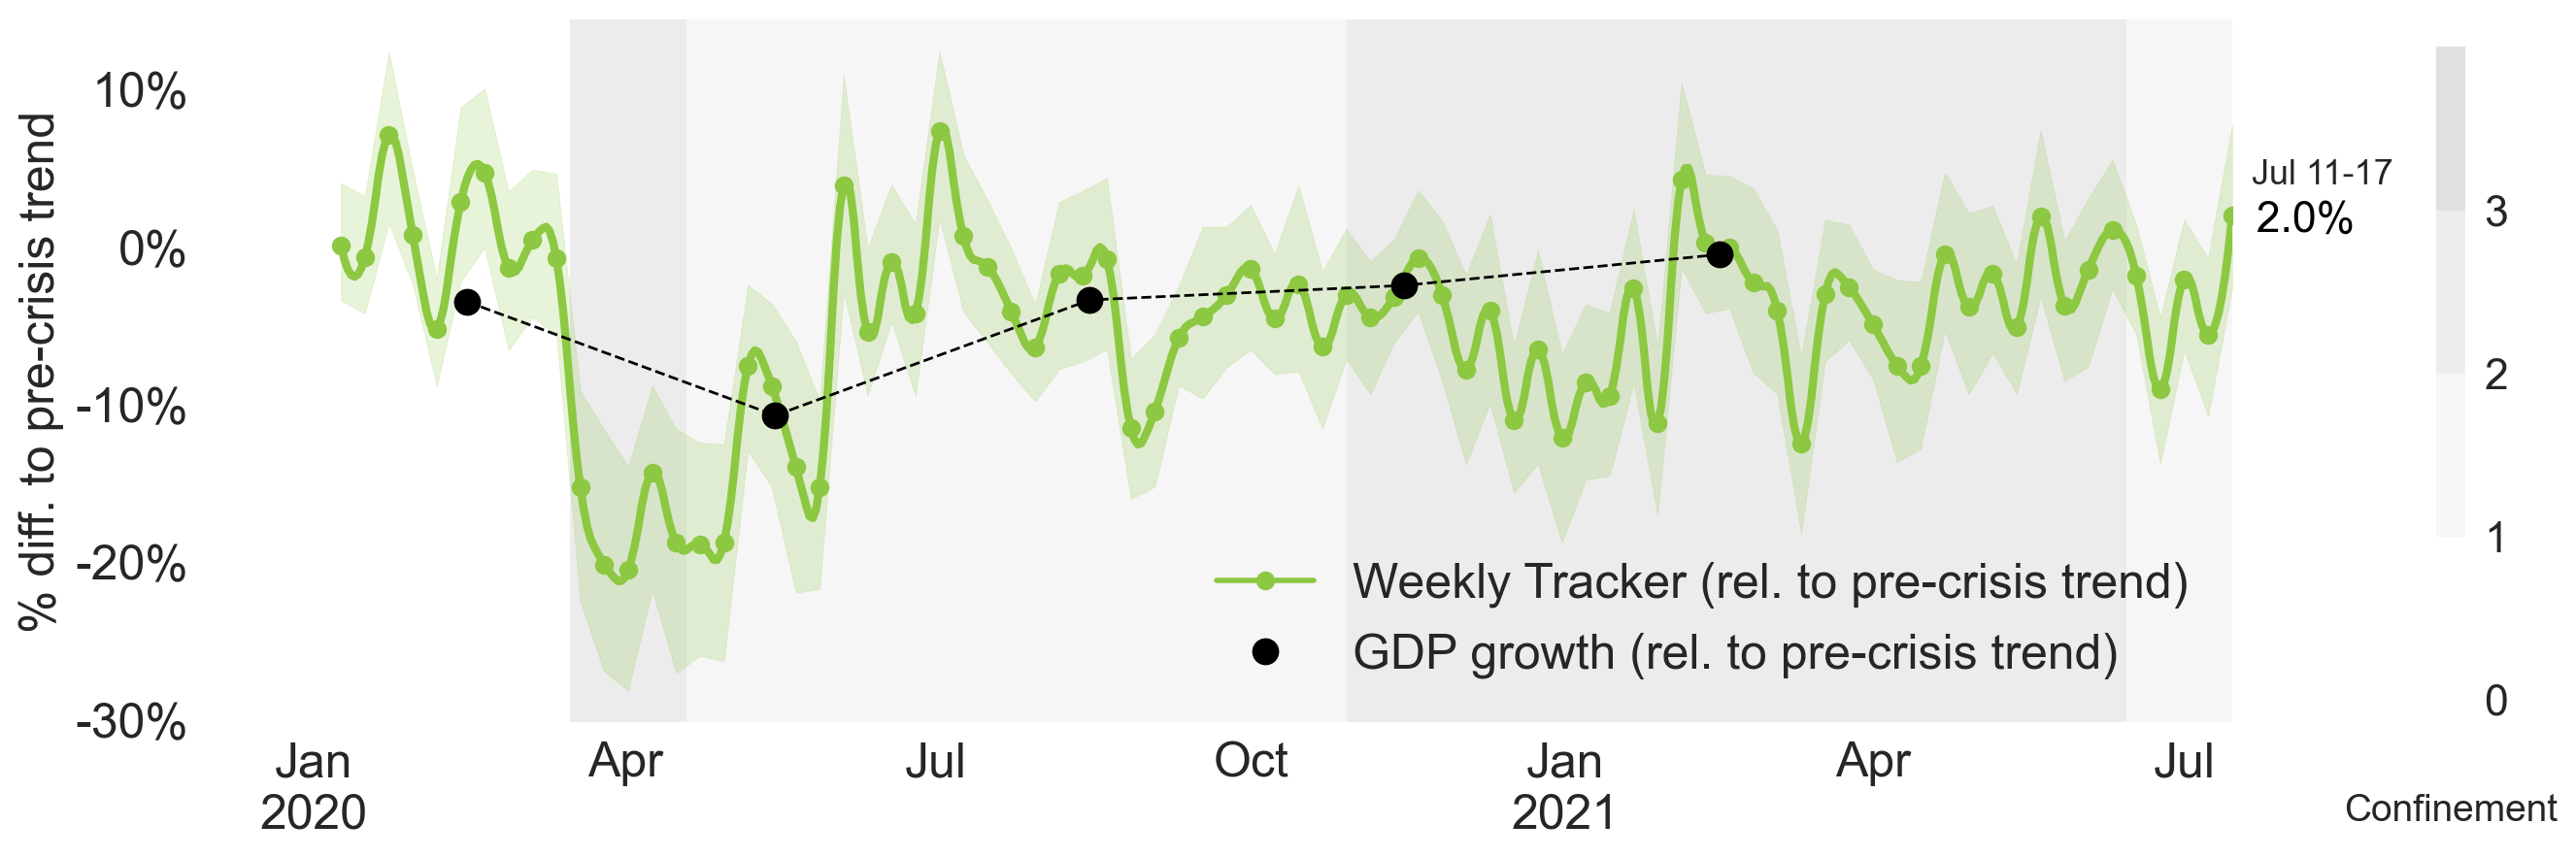 % diff. to pre-crisis trend
10%
0%
-10%
-20%
-30%
Jan
2020
Apr
Jul
Oct
Jan
2021
Apr
Jul
Weekly Tracker (rel. to pre-crisis trend)
GDP growth (rel. to pre-crisis trend)
Jul 11-17
2.0%
3
2
1
0
Confinement